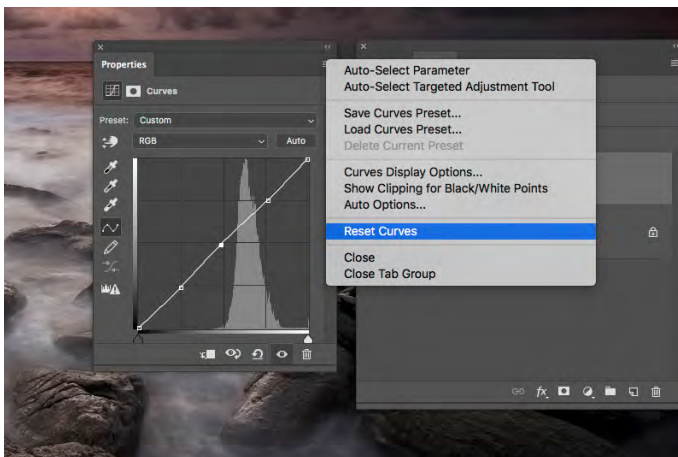 Properties
Curves
Preset: Custom
RGB
Auto
Auto-Select Parameter
Auto-Select Targeted Adjustment Tool
Save Curves Preset...
Load Curves Preset...
Delete Current Preset
Curves Display Options...
Show Clipping for Black/White Points
Auto Options...
Reset Curves
Close
Close Tab Group
fx